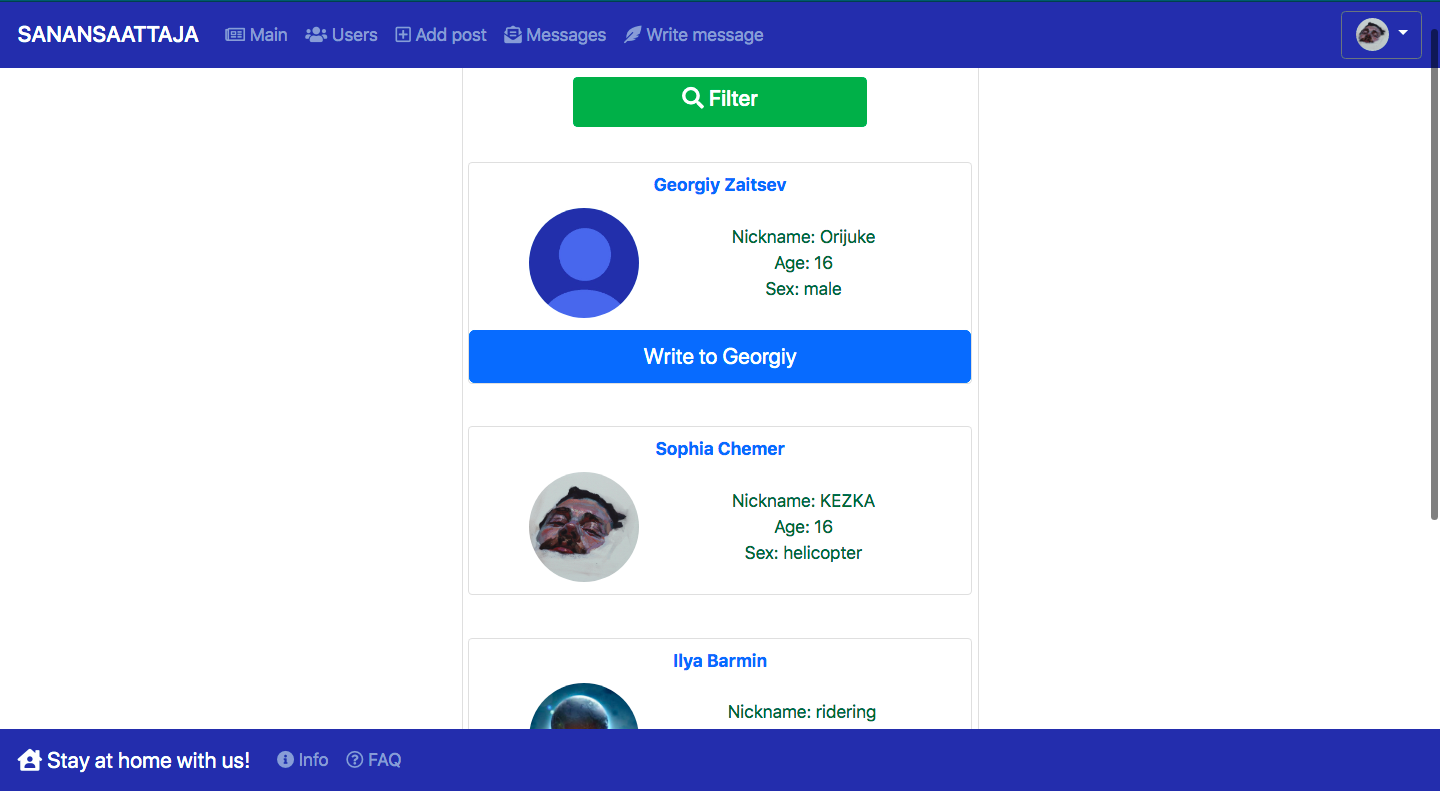 SANANSAATTAJA Main Users Add post Messages Write message
Filter
Georgiy Zaitsev
Nickname: Orijuke
Age: 16
Sex: male
Write to Georgiy
Sophia Chemer
Nickname: KEZKA
Age: 16
Sex: helicopter
Ilya Barmin
Nickname: ridering
Stay at home with us! Info FAQ